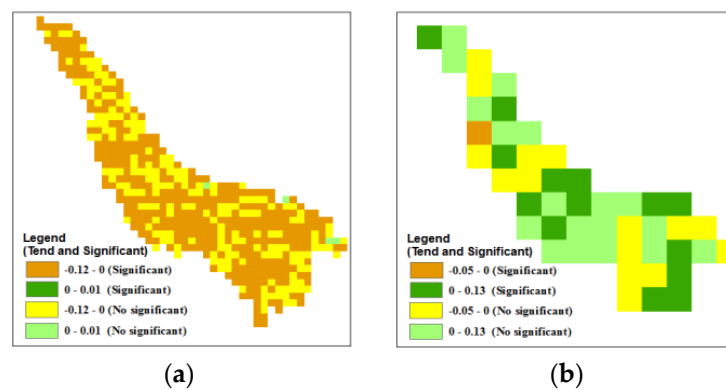 Legend
(Tend and Significant)
-0.12 - 0 (Significant)
0 - 0.01 (Significant)
-0.12 - 0 (No significant)
0 - 0.01 (No significant)
(a)
Legend
(Tend and Significant)
-0.05 - 0 (Significant)
0 - 0.13 (Significant)
-0.05 - 0 (No significant)
0 - 0.13 (No significant)
(b)